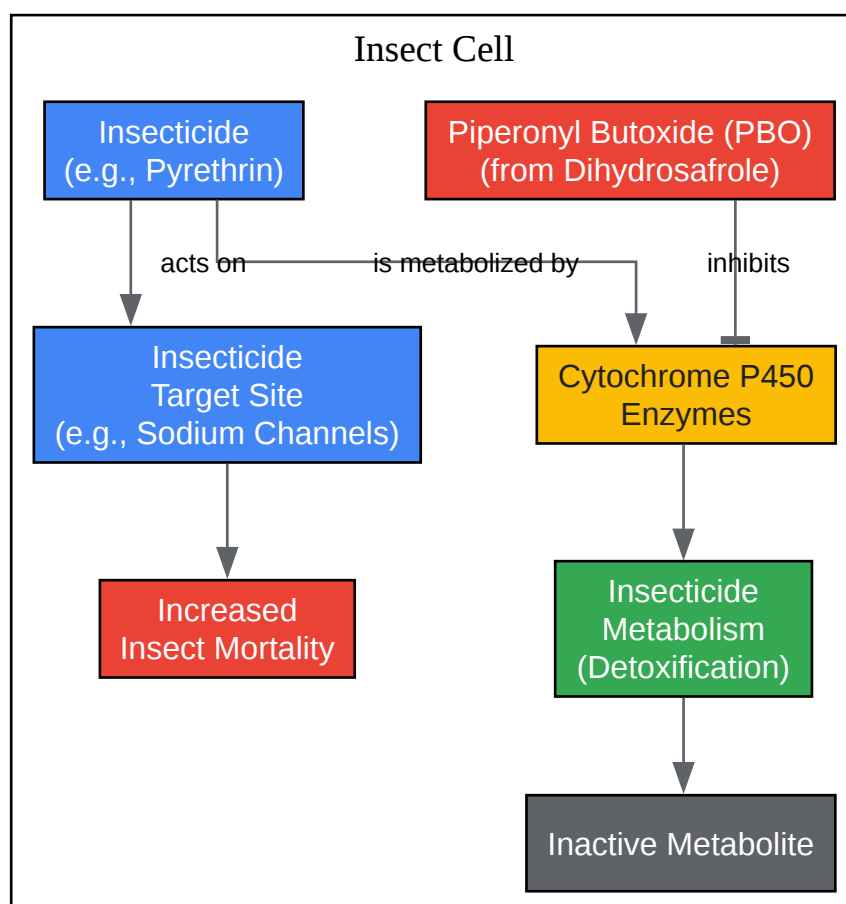 Insect Cell
Insecticide
(e.g., Pyrethrin)
Piperonyl Butoxide (PBO)
(from Dihydrosafrole)
acts on
is metabolized by
inhibits
Insecticide
Target Site
(e.g., Sodium Channels)
Cytochrome P450
Enzymes
Increased
Insect Mortality
Insecticide
Metabolism
(Detoxification)
Inactive Metabolite